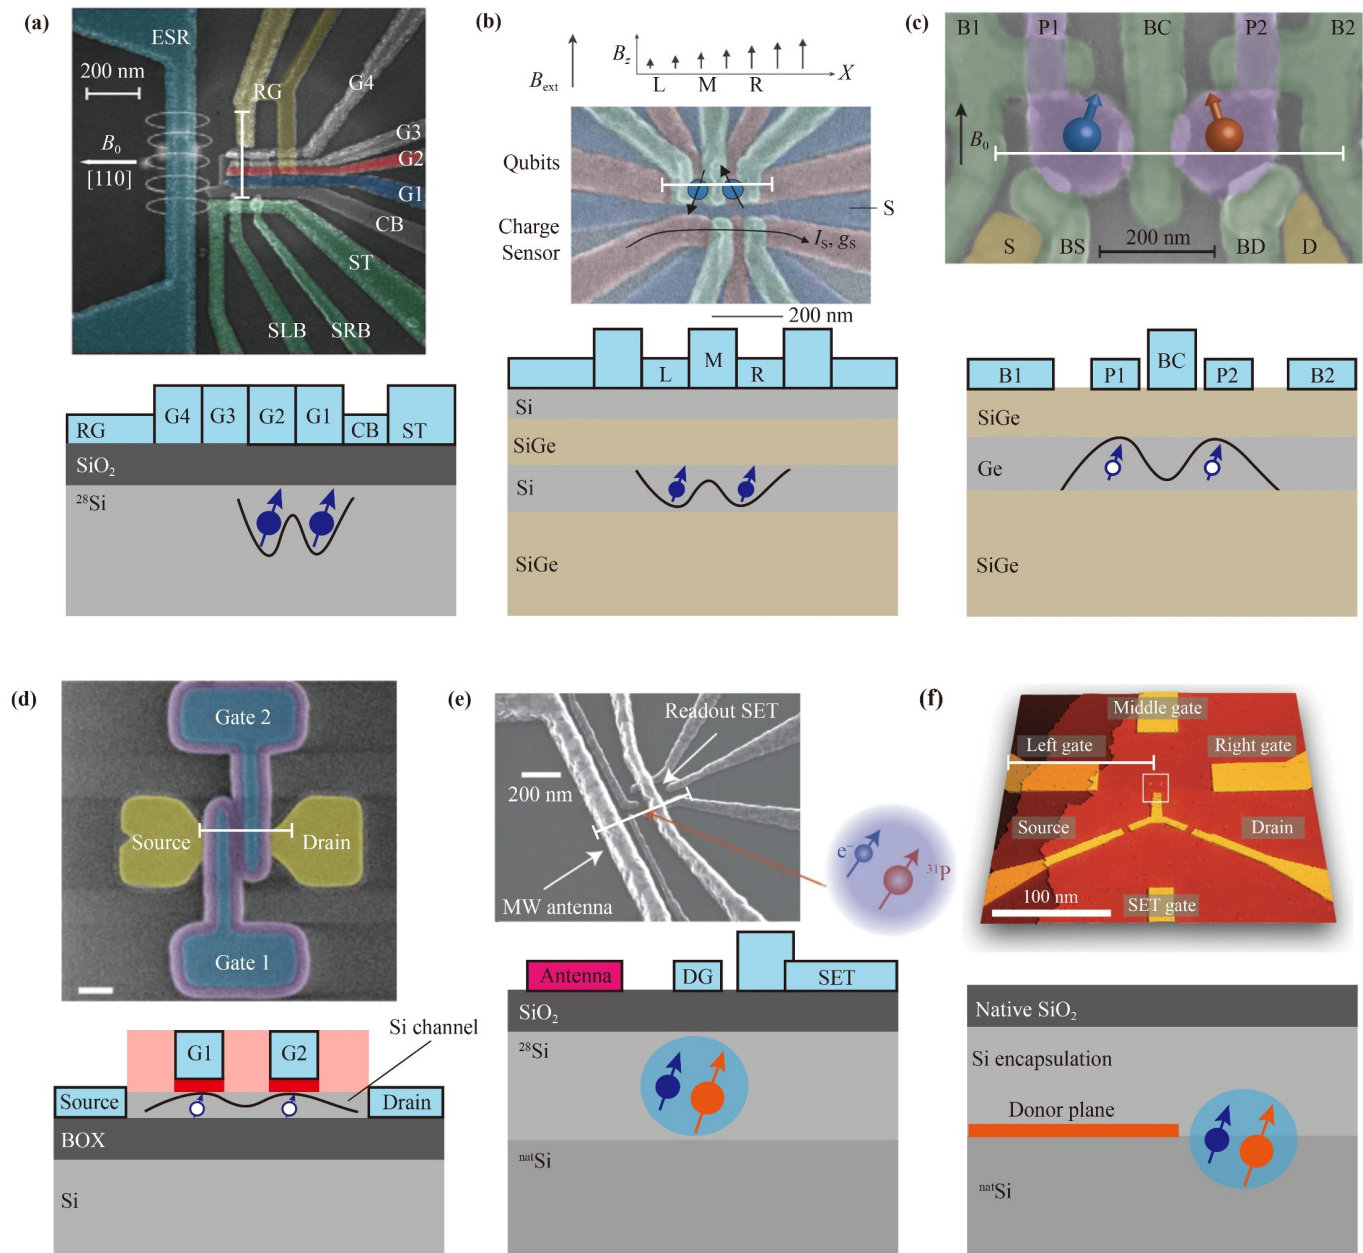 (a)
ESR
200 nm
RG
G4
G3
G2
G1
B₀
[110]
CB
ST
SLB
SRB
G4 G3 G2 G1
RG
CB
ST
SiO₂
²⁸Si
(b)
B_ext
B_z
L M R
X
Qubits
S
Charge
Sensor
I_S, g_S
200 nm
M
L
R
Si
SiGe
Si
SiGe
(c)
B1 P1 BC P2 B2
B₀
S BS 200 nm BD D
BC
B1 P1 P2 B2
SiGe
Ge
SiGe
(d)
Gate 2
Source
Drain
Gate 1
Si channel
G1 G2
Source
Drain
BOX
Si
(e)
Readout SET
200 nm
e⁻
³¹P
MW antenna
Antenna
DG
SET
SiO₂
²⁸Si
ⁿᵃᵗSi
(f)
Middle gate
Left gate
Right gate
Source
Drain
100 nm
SET gate
Native SiO₂
Si encapsulation
Donor plane
ⁿᵃᵗSi